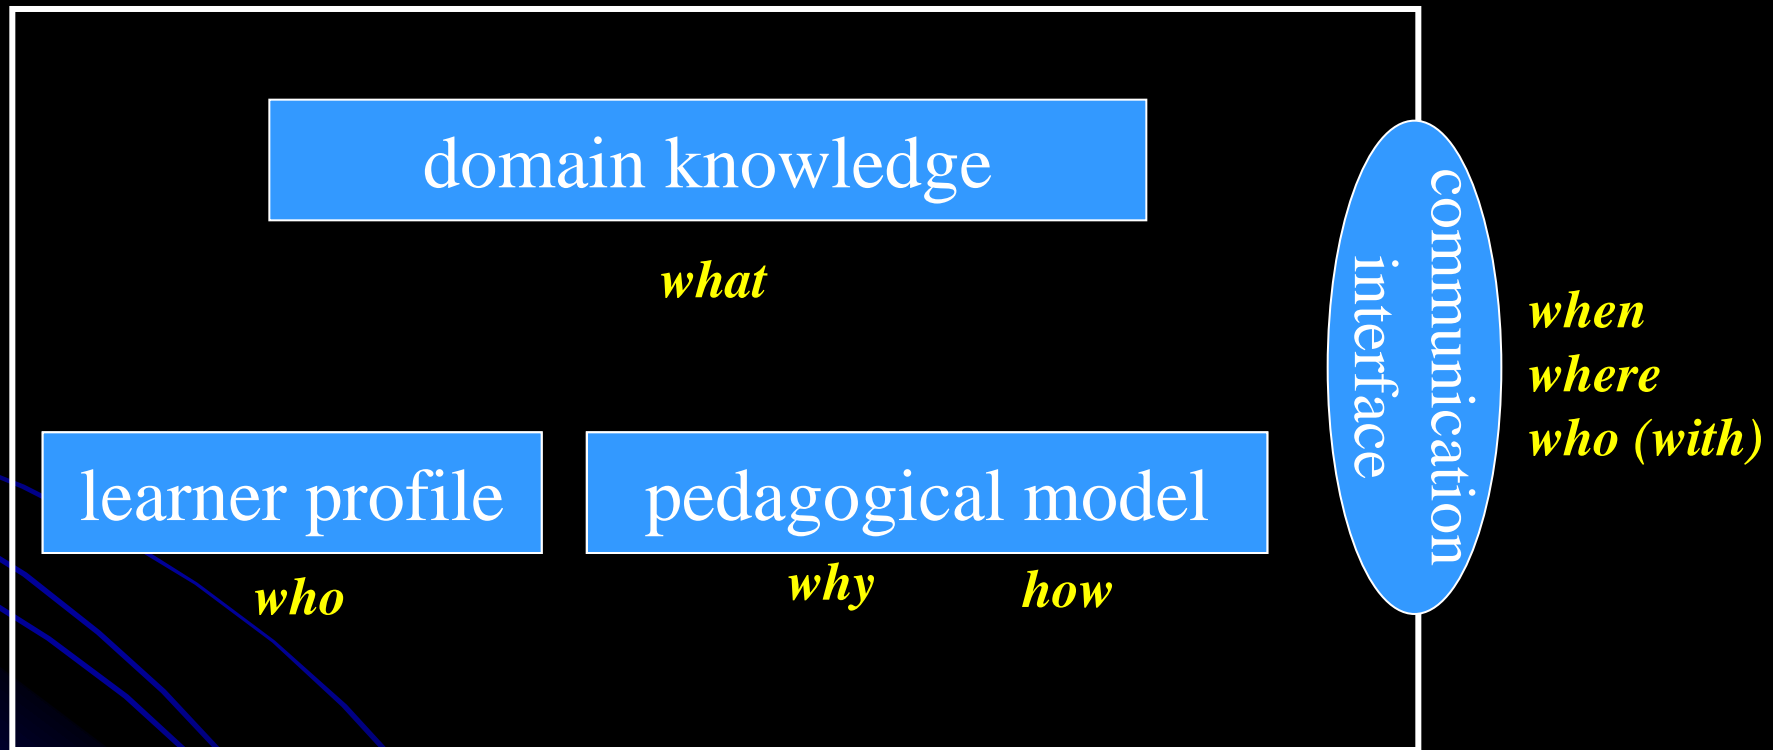 domain knowledge
what
learner profile
who
pedagogical model
why
how
communication
interface
when
where
who (with)